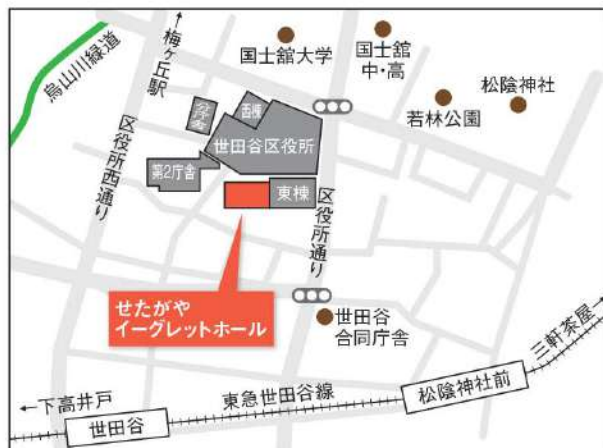 烏山川緑道
←梅ヶ丘駅
国士舘大学
国士舘
中・高
松陰神社
若林公園
分庁舎
西棟
世田谷区役所
第2庁舎
東棟
区役所西通り
区役所通り
せたがや
イーグレットホール
世田谷
合同庁舎
三軒茶屋→
←下高井戸
東急世田谷線
松陰神社前
世田谷